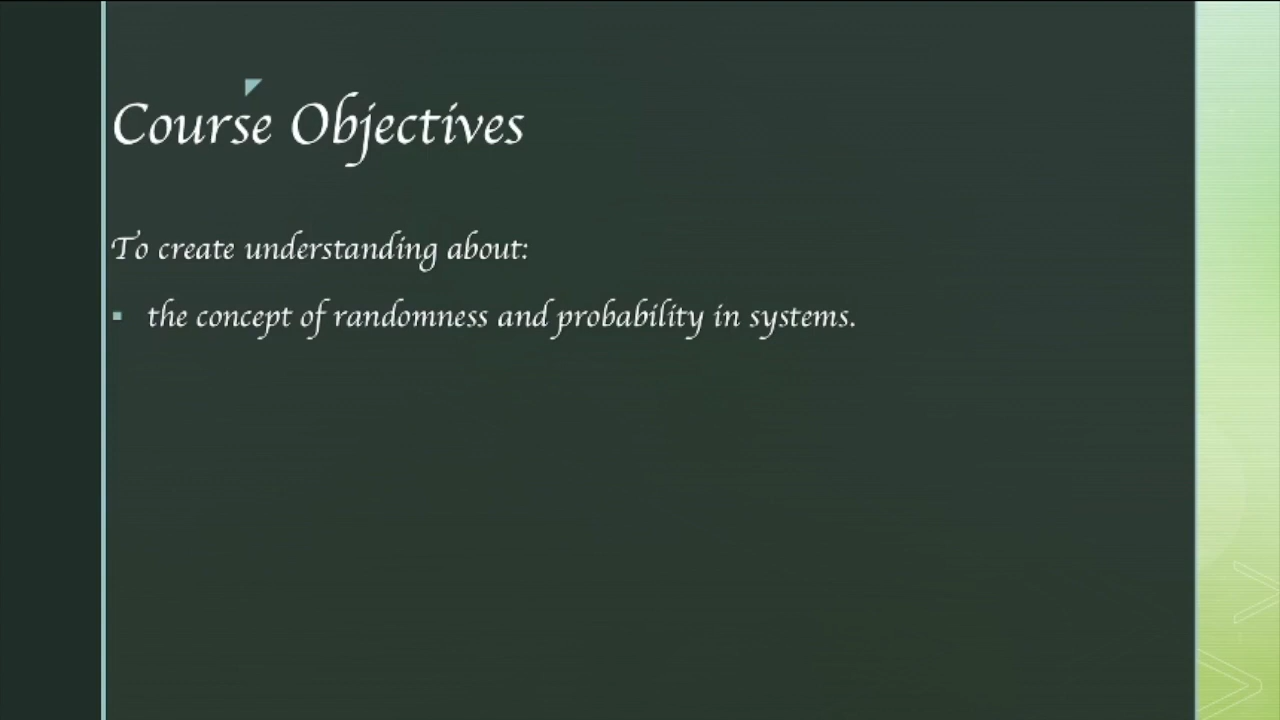 Course Objectives
To create understanding about:
▪ the concept of randomness and probability in systems.